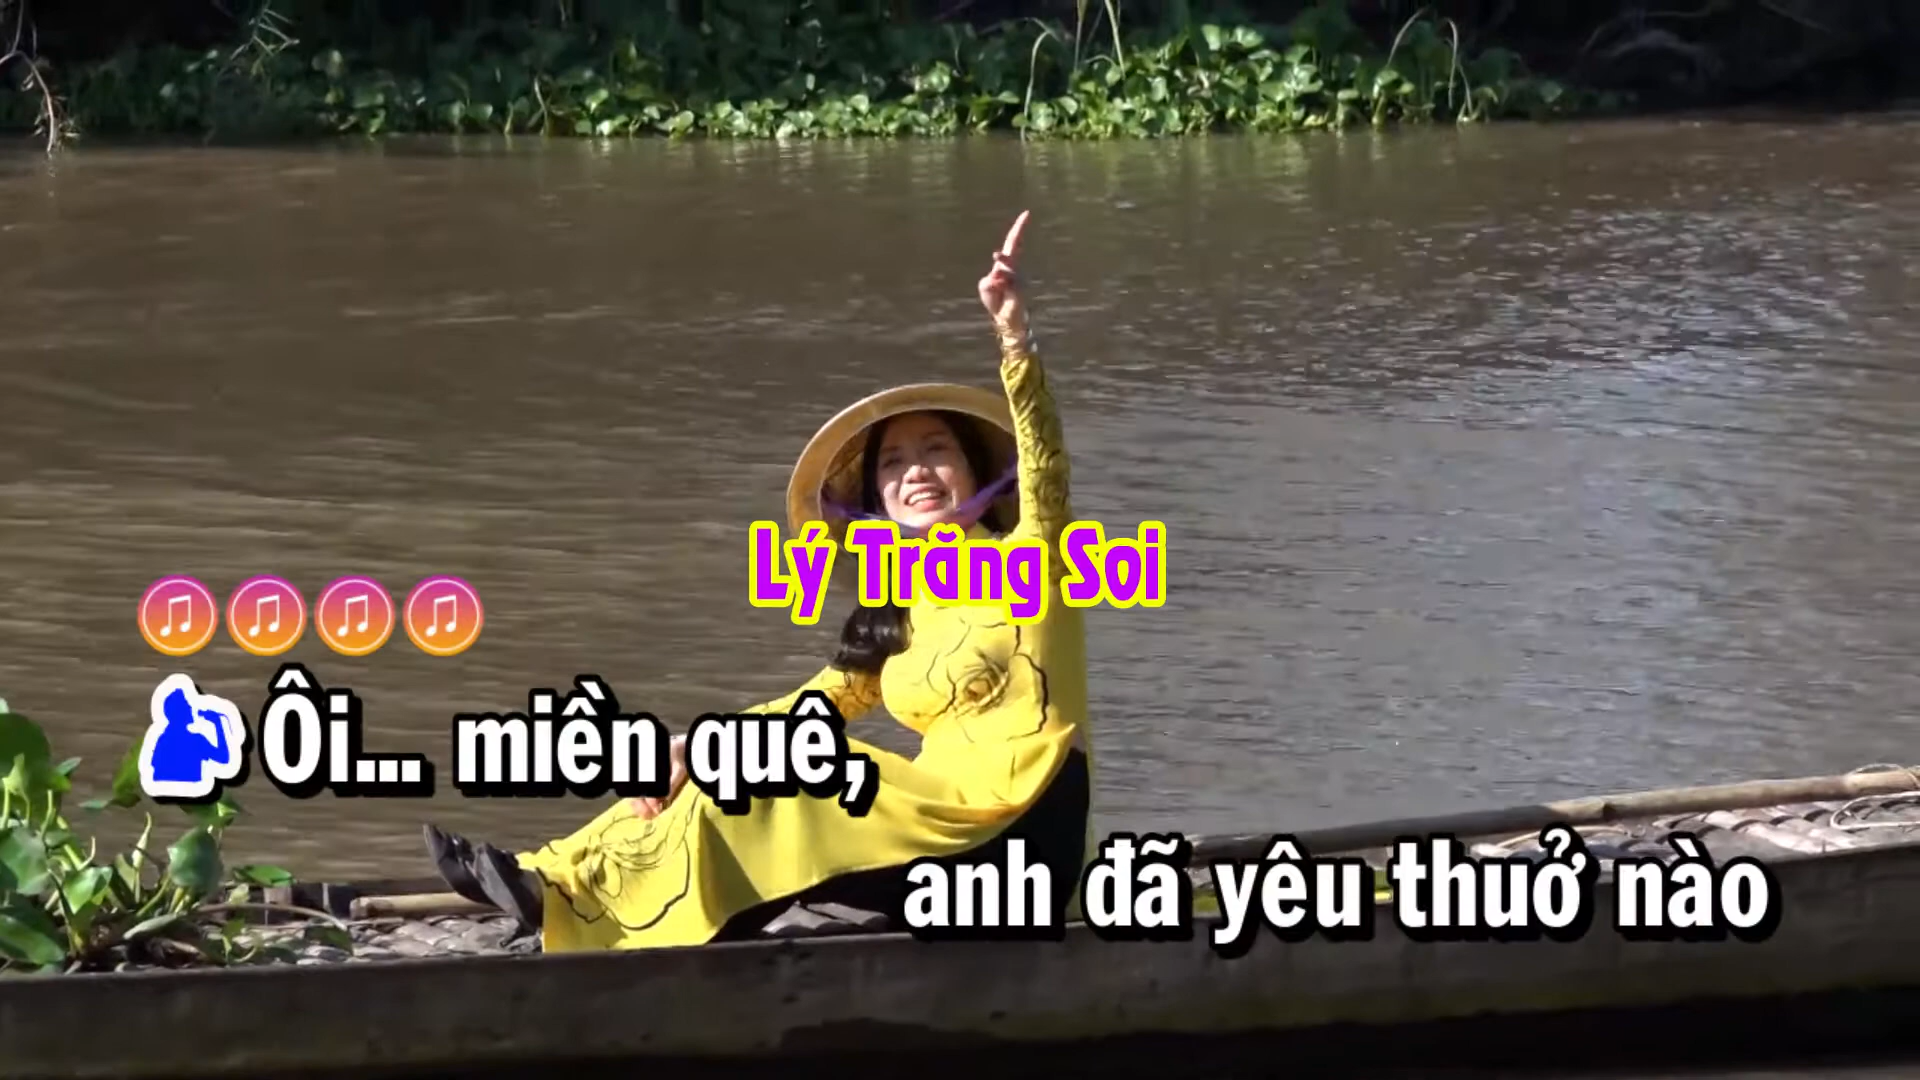 Lý Trăng Soi
Ôi... miền quê,
anh đã yêu thuở nào